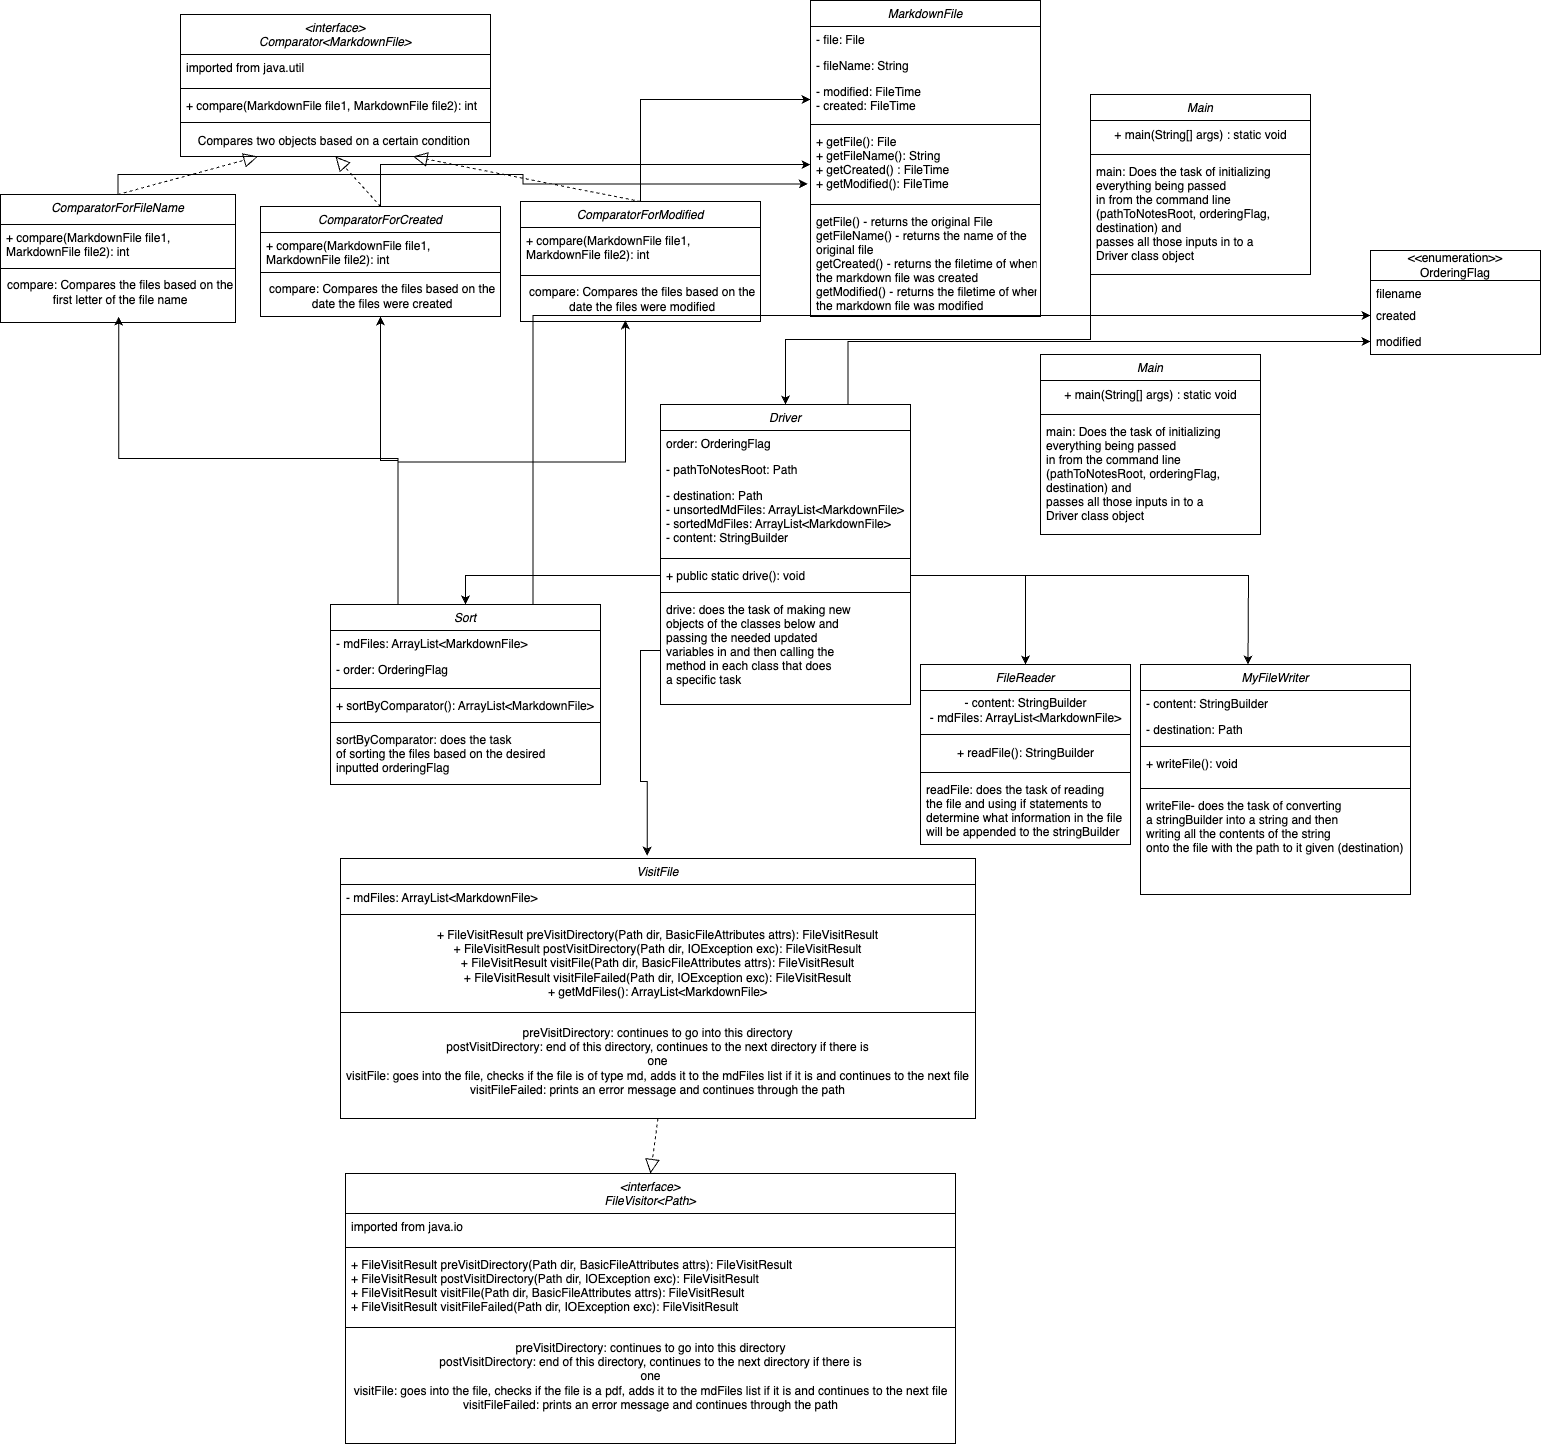 <interface>
Comparator<MarkdownFile>
imported from java.util
+ compare(MarkdownFile file1, MarkdownFile file2): int
Compares two objects based on a certain condition
MarkdownFile
- file: File
- fileName: String
- modified: FileTime
- created: FileTime
+ getFile(): File
+ getFileName(): String
+ getCreated() : FileTime
+ getModified(): FileTime
getFile() - returns the original File
getFileName() - returns the name of the
original file
getCreated() - returns the filetime of when
the markdown file was created
getModified() - returns the filetime of when
the markdown file was modified
Main
+ main(String[] args) : static void
main: Does the task of initializing
everything being passed
in from the command line
(pathToNotesRoot, orderingFlag,
destination) and
passes all those inputs in to a
Driver class object
ComparatorForFileName
+ compare(MarkdownFile file1,
MarkdownFile file2): int
compare: Compares the files based on the
first letter of the file name
ComparatorForCreated
+ compare(MarkdownFile file1,
MarkdownFile file2): int
compare: Compares the files based on the
date the files were created
ComparatorForModified
+ compare(MarkdownFile file1,
MarkdownFile file2): int
compare: Compares the files based on the
date the files were modified
<<enumeration>>
OrderingFlag
filename
created
modified
Main
+ main(String[] args) : static void
main: Does the task of initializing
everything being passed
in from the command line
(pathToNotesRoot, orderingFlag,
destination) and
passes all those inputs in to a
Driver class object
Driver
order: OrderingFlag
- pathToNotesRoot: Path
- destination: Path
- unsortedMdFiles: ArrayList<MarkdownFile>
- sortedMdFiles: ArrayList<MarkdownFile>
- content: StringBuilder
+ public static drive(): void
drive: does the task of making new
objects of the classes below and
passing the needed updated
variables in and then calling the
method in each class that does
a specific task
Sort
- mdFiles: ArrayList<MarkdownFile>
- order: OrderingFlag
+ sortByComparator(): ArrayList<MarkdownFile>
sortByComparator: does the task
of sorting the files based on the desired
inputted orderingFlag
FileReader
- content: StringBuilder
- mdFiles: ArrayList<MarkdownFile>
+ readFile(): StringBuilder
readFile: does the task of reading
the file and using if statements to
determine what information in the file
will be appended to the stringBuilder
MyFileWriter
- content: StringBuilder
- destination: Path
+ writeFile(): void
writeFile- does the task of converting
a stringBuilder into a string and then
writing all the contents of the string
onto the file with the path to it given (destination)
VisitFile
- mdFiles: ArrayList<MarkdownFile>
+ FileVisitResult preVisitDirectory(Path dir, BasicFileAttributes attrs): FileVisitResult
+ FileVisitResult postVisitDirectory(Path dir, IOException exc): FileVisitResult
+ FileVisitResult visitFile(Path dir, BasicFileAttributes attrs): FileVisitResult
+ FileVisitResult visitFileFailed(Path dir, IOException exc): FileVisitResult
+ getMdFiles(): ArrayList<MarkdownFile>
preVisitDirectory: continues to go into this directory
postVisitDirectory: end of this directory, continues to the next directory if there is
one
visitFile: goes into the file, checks if the file is of type md, adds it to the mdFiles list if it is and continues to the next file
visitFileFailed: prints an error message and continues through the path
<interface>
FileVisitor<Path>
imported from java.io
+ FileVisitResult preVisitDirectory(Path dir, BasicFileAttributes attrs): FileVisitResult
+ FileVisitResult postVisitDirectory(Path dir, IOException exc): FileVisitResult
+ FileVisitResult visitFile(Path dir, BasicFileAttributes attrs): FileVisitResult
+ FileVisitResult visitFileFailed(Path dir, IOException exc): FileVisitResult
preVisitDirectory: continues to go into this directory
postVisitDirectory: end of this directory, continues to the next directory if there is
one
visitFile: goes into the file, checks if the file is a pdf, adds it to the mdFiles list if it is and continues to the next file
visitFileFailed: prints an error message and continues through the path